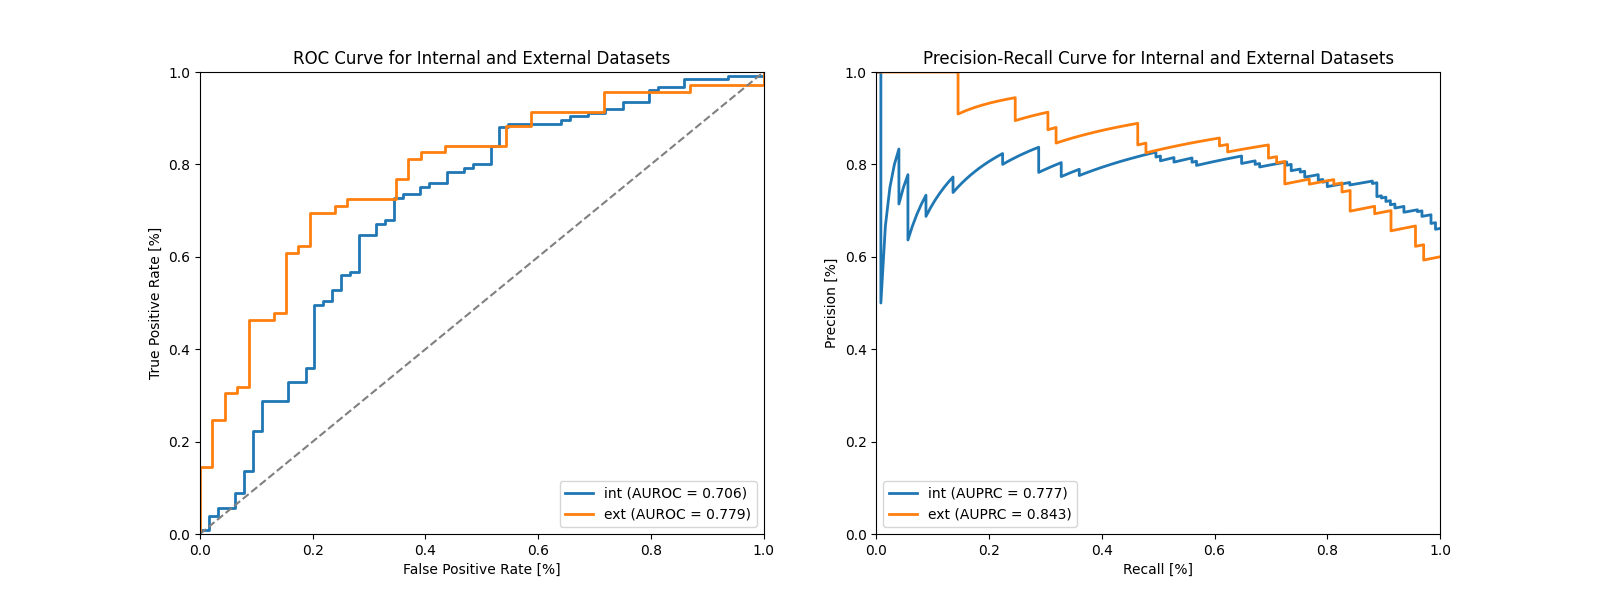 ROC Curve for Internal and External Datasets
1.0
0.8
0.6
0.4
0.2
0.0
True Positive Rate [%]
0.0 0.2 0.4 0.6 0.8 1.0
False Positive Rate [%]
int (AUROC = 0.706)
ext (AUROC = 0.779)
Precision-Recall Curve for Internal and External Datasets
1.0
0.8
0.6
0.4
0.2
0.0
Precision [%]
0.0 0.2 0.4 0.6 0.8 1.0
Recall [%]
int (AUPRC = 0.777)
ext (AUPRC = 0.843)